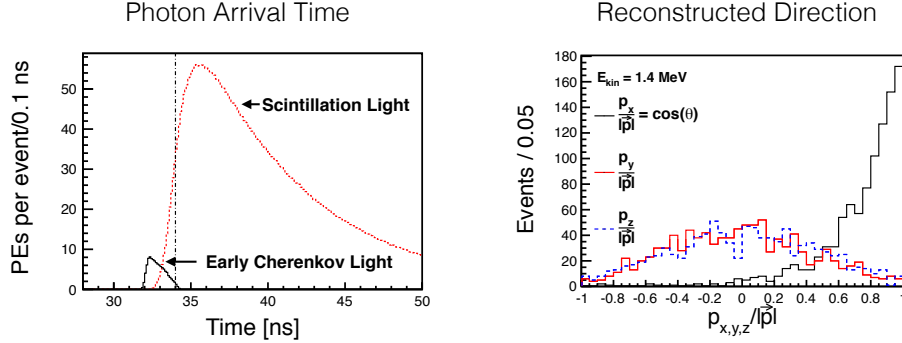 Photon Arrival Time
PEs per event/0.1 ns
50
40
30
20
10
0
Scintillation Light
Early Cherenkov Light
30 35 40 45 50
Time [ns]
Reconstructed Direction
Events / 0.05
180
160
140
120
100
80
60
40
20
0
E_kin = 1.4 MeV
p_x/|p⃗| = cos(θ)
p_y/|p⃗|
p_z/|p⃗|
-1 -0.8 -0.6 -0.4 -0.2 0 0.2 0.4 0.6 0.8 1
p_x,y,z/|p⃗|